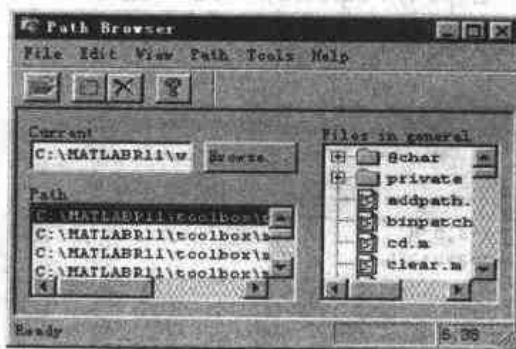 Path Browser
File Edit View Path Tools Help
Current
C:\MATLABR11\w
Browse...
Path
C:\MATLABR11\toolbox\
C:\MATLABR11\toolbox\
C:\MATLABR11\toolbox\
C:\MATLABR11\toolbox\
Files in general
@char
private
addpath.
binpatch
cd.m
clear.m
Ready